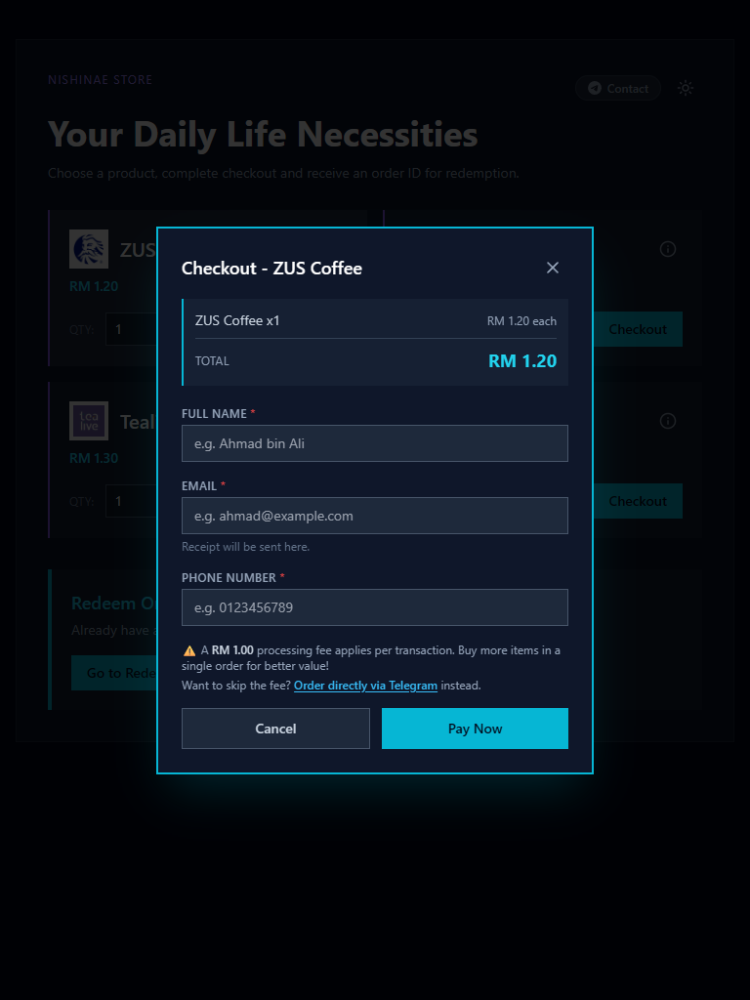 NISHINAE STORE
Contact
Your Daily Life Necessities
Choose a product, complete checkout and receive an order ID for redemption.
ZUS
RM 1.20
QTY:
1
Checkout
tea
live
Teal
RM 1.30
QTY:
1
Checkout
Redeem O
Already have a
Go to Rede
Checkout - ZUS Coffee
ZUS Coffee x1
RM 1.20 each
TOTAL
RM 1.20
FULL NAME *
e.g. Ahmad bin Ali
EMAIL *
e.g. ahmad@example.com
Receipt will be sent here.
PHONE NUMBER *
e.g. 0123456789
⚠️ A RM 1.00 processing fee applies per transaction. Buy more items in a
single order for better value!
Want to skip the fee? Order directly via Telegram instead.
Cancel
Pay Now